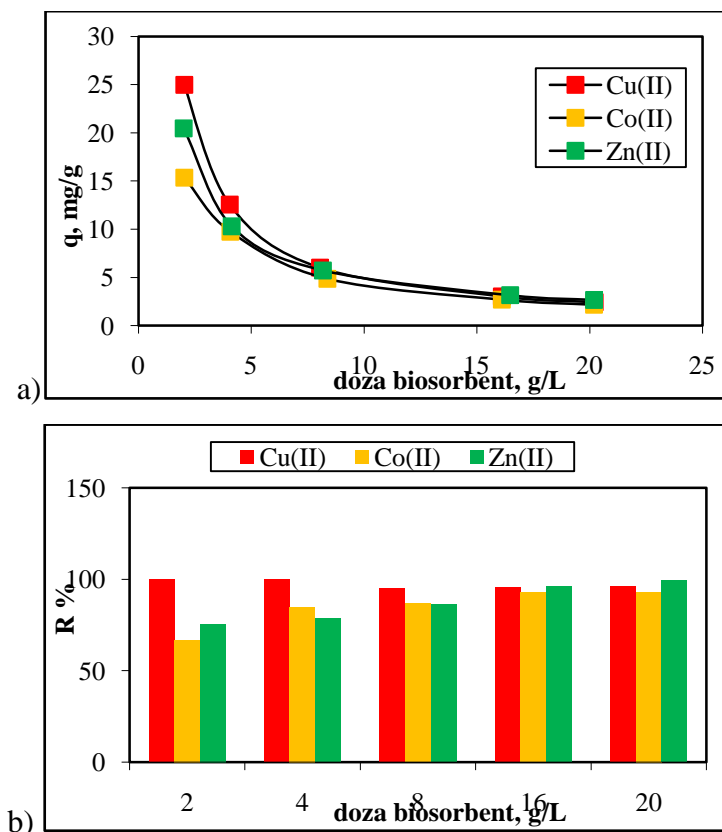 a)
30
25
20
15
10
5
0
q, mg/g
Cu(II)
Co(II)
Zn(II)
0 5 10 15 20 25
doza biosorbent, g/L
b)
Cu(II) Co(II) Zn(II)
150
100
50
0
R %
2 4 8 16 20
doza biosorbent, g/L